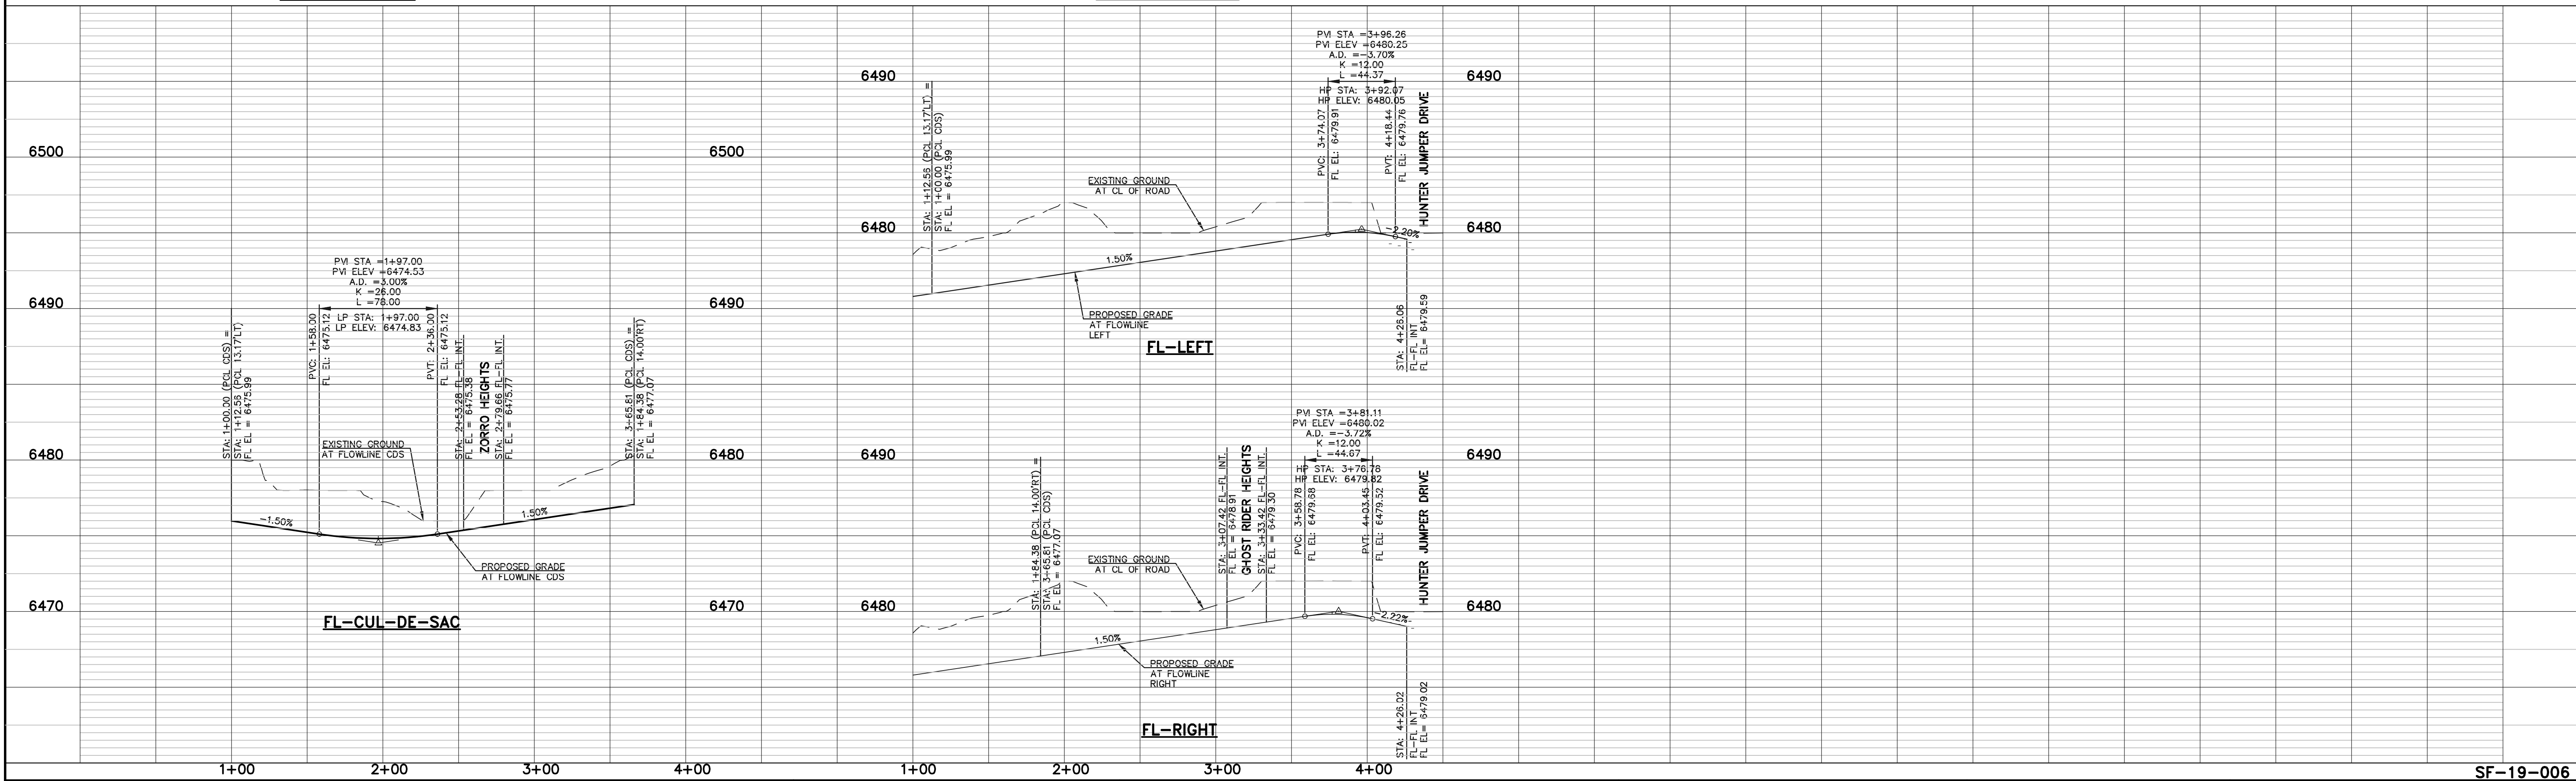 6500
6500
6490
6490
6480
6480
6470
6470
PVI STA =1+97.00
PVI ELEV =6474.53
A.D. =3.00%
K =26.00
L =78.00
LP STA: 1+97.00
LP ELEV: 6474.83
STA: 1+00.00 (PCL CDS) =
STA: 1+12.56 (PCL 13.17'LT)
FL EL = 6475.99
PVC: 1+58.00
FL EL: 6475.12
PVT: 2+36.00
FL EL: 6475.12
STA: 2+53.28 FL-FL INT.
FL EL = 6475.38
ZORRO HEIGHTS
STA: 2+79.66 FL-FL INT.
FL EL = 6475.77
STA: 3+65.81 (PCL CDS) =
STA: 1+84.38 (PCL 14.00'RT)
FL EL = 6477.07
EXISTING GROUND
AT FLOWLINE CDS
-1.50%
1.50%
PROPOSED GRADE
AT FLOWLINE CDS
FL-CUL-DE-SAC
1+00
2+00
3+00
4+00
6490
6490
6480
6480
STA: 1+12.56 (PCL 13.17'LT) =
STA: 1+00.00 (PCL CDS)
FL EL = 6475.99
PVI STA =3+96.26
PVI ELEV =6480.25
A.D. =-3.70%
K =12.00
L =44.37
HP STA: 3+92.07
HP ELEV: 6480.05
PVC: 3+74.07
FL EL: 6479.91
PVT: 4+18.44
FL EL: 6479.76
HUNTER JUMPER DRIVE
EXISTING GROUND
AT CL OF ROAD
1.50%
-2.20%
PROPOSED GRADE
AT FLOWLINE
LEFT
STA: 4+26.06
FL-FL INT
FL EL= 6479.59
FL-LEFT
6490
6490
6480
6480
PVI STA =3+81.11
PVI ELEV =6480.02
A.D. =-3.72%
K =12.00
L =44.67
HP STA: 3+76.78
HP ELEV: 6479.82
STA: 1+84.38 (PCL 14.00'RT) =
STA: 3+65.81 (PCL CDS)
FL EL = 6477.07
STA: 3+07.42 FL-FL INT.
FL EL = 6478.91
GHOST RIDER HEIGHTS
STA: 3+33.42 FL-FL INT.
FL EL = 6479.30
PVC: 3+58.78
FL EL: 6479.68
PVT: 4+03.45
FL EL: 6479.52
HUNTER JUMPER DRIVE
EXISTING GROUND
AT CL OF ROAD
1.50%
-2.22%
PROPOSED GRADE
AT FLOWLINE
RIGHT
STA: 4+26.02
FL-FL INT
FL EL= 6479.02
FL-RIGHT
1+00
2+00
3+00
4+00
SF-19-006